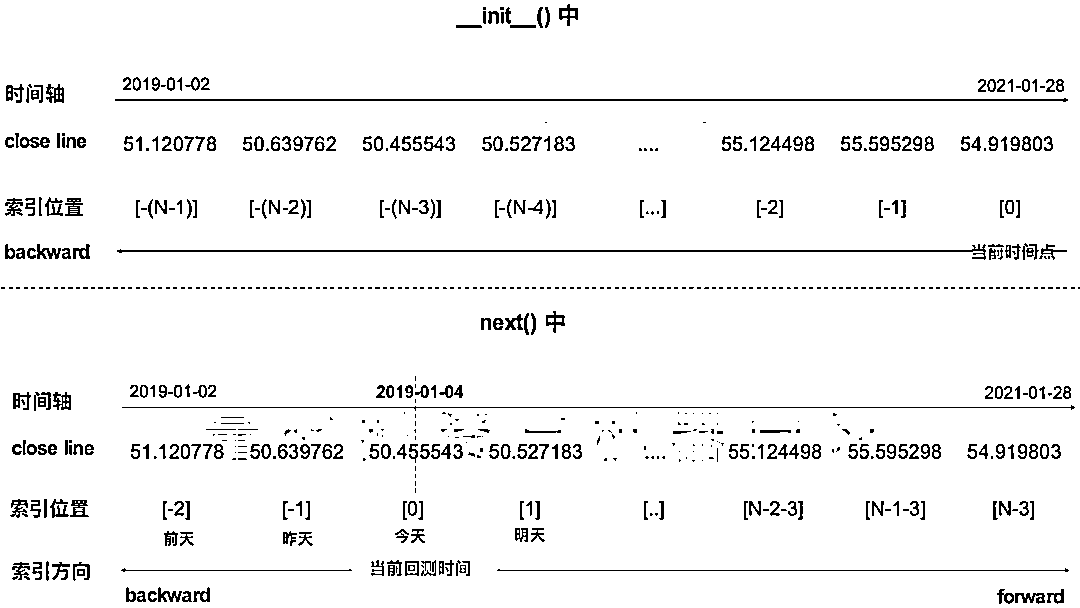 __init__() 中
2019-01-02 2021-01-28
时间轴
close line 51.120778 50.639762 50.455543 50.527183 .... 55.124498 55.595298 54.919803
索引位置 [-(N-1)] [-(N-2)] [-(N-3)] [-(N-4)] [...] [-2] [-1] [0]
backward 当前时间点
next() 中
2019-01-02 2019-01-04 2021-01-28
时间轴
close line 51.120778 50.639762 50.455543 50.527183 .... 55.124498 55.595298 54.919803
索引位置 [-2] [-1] [0] [1] [..] [N-2-3] [N-1-3] [N-3]
前天 昨天 今天 明天
索引方向 当前回测时间
backward forward